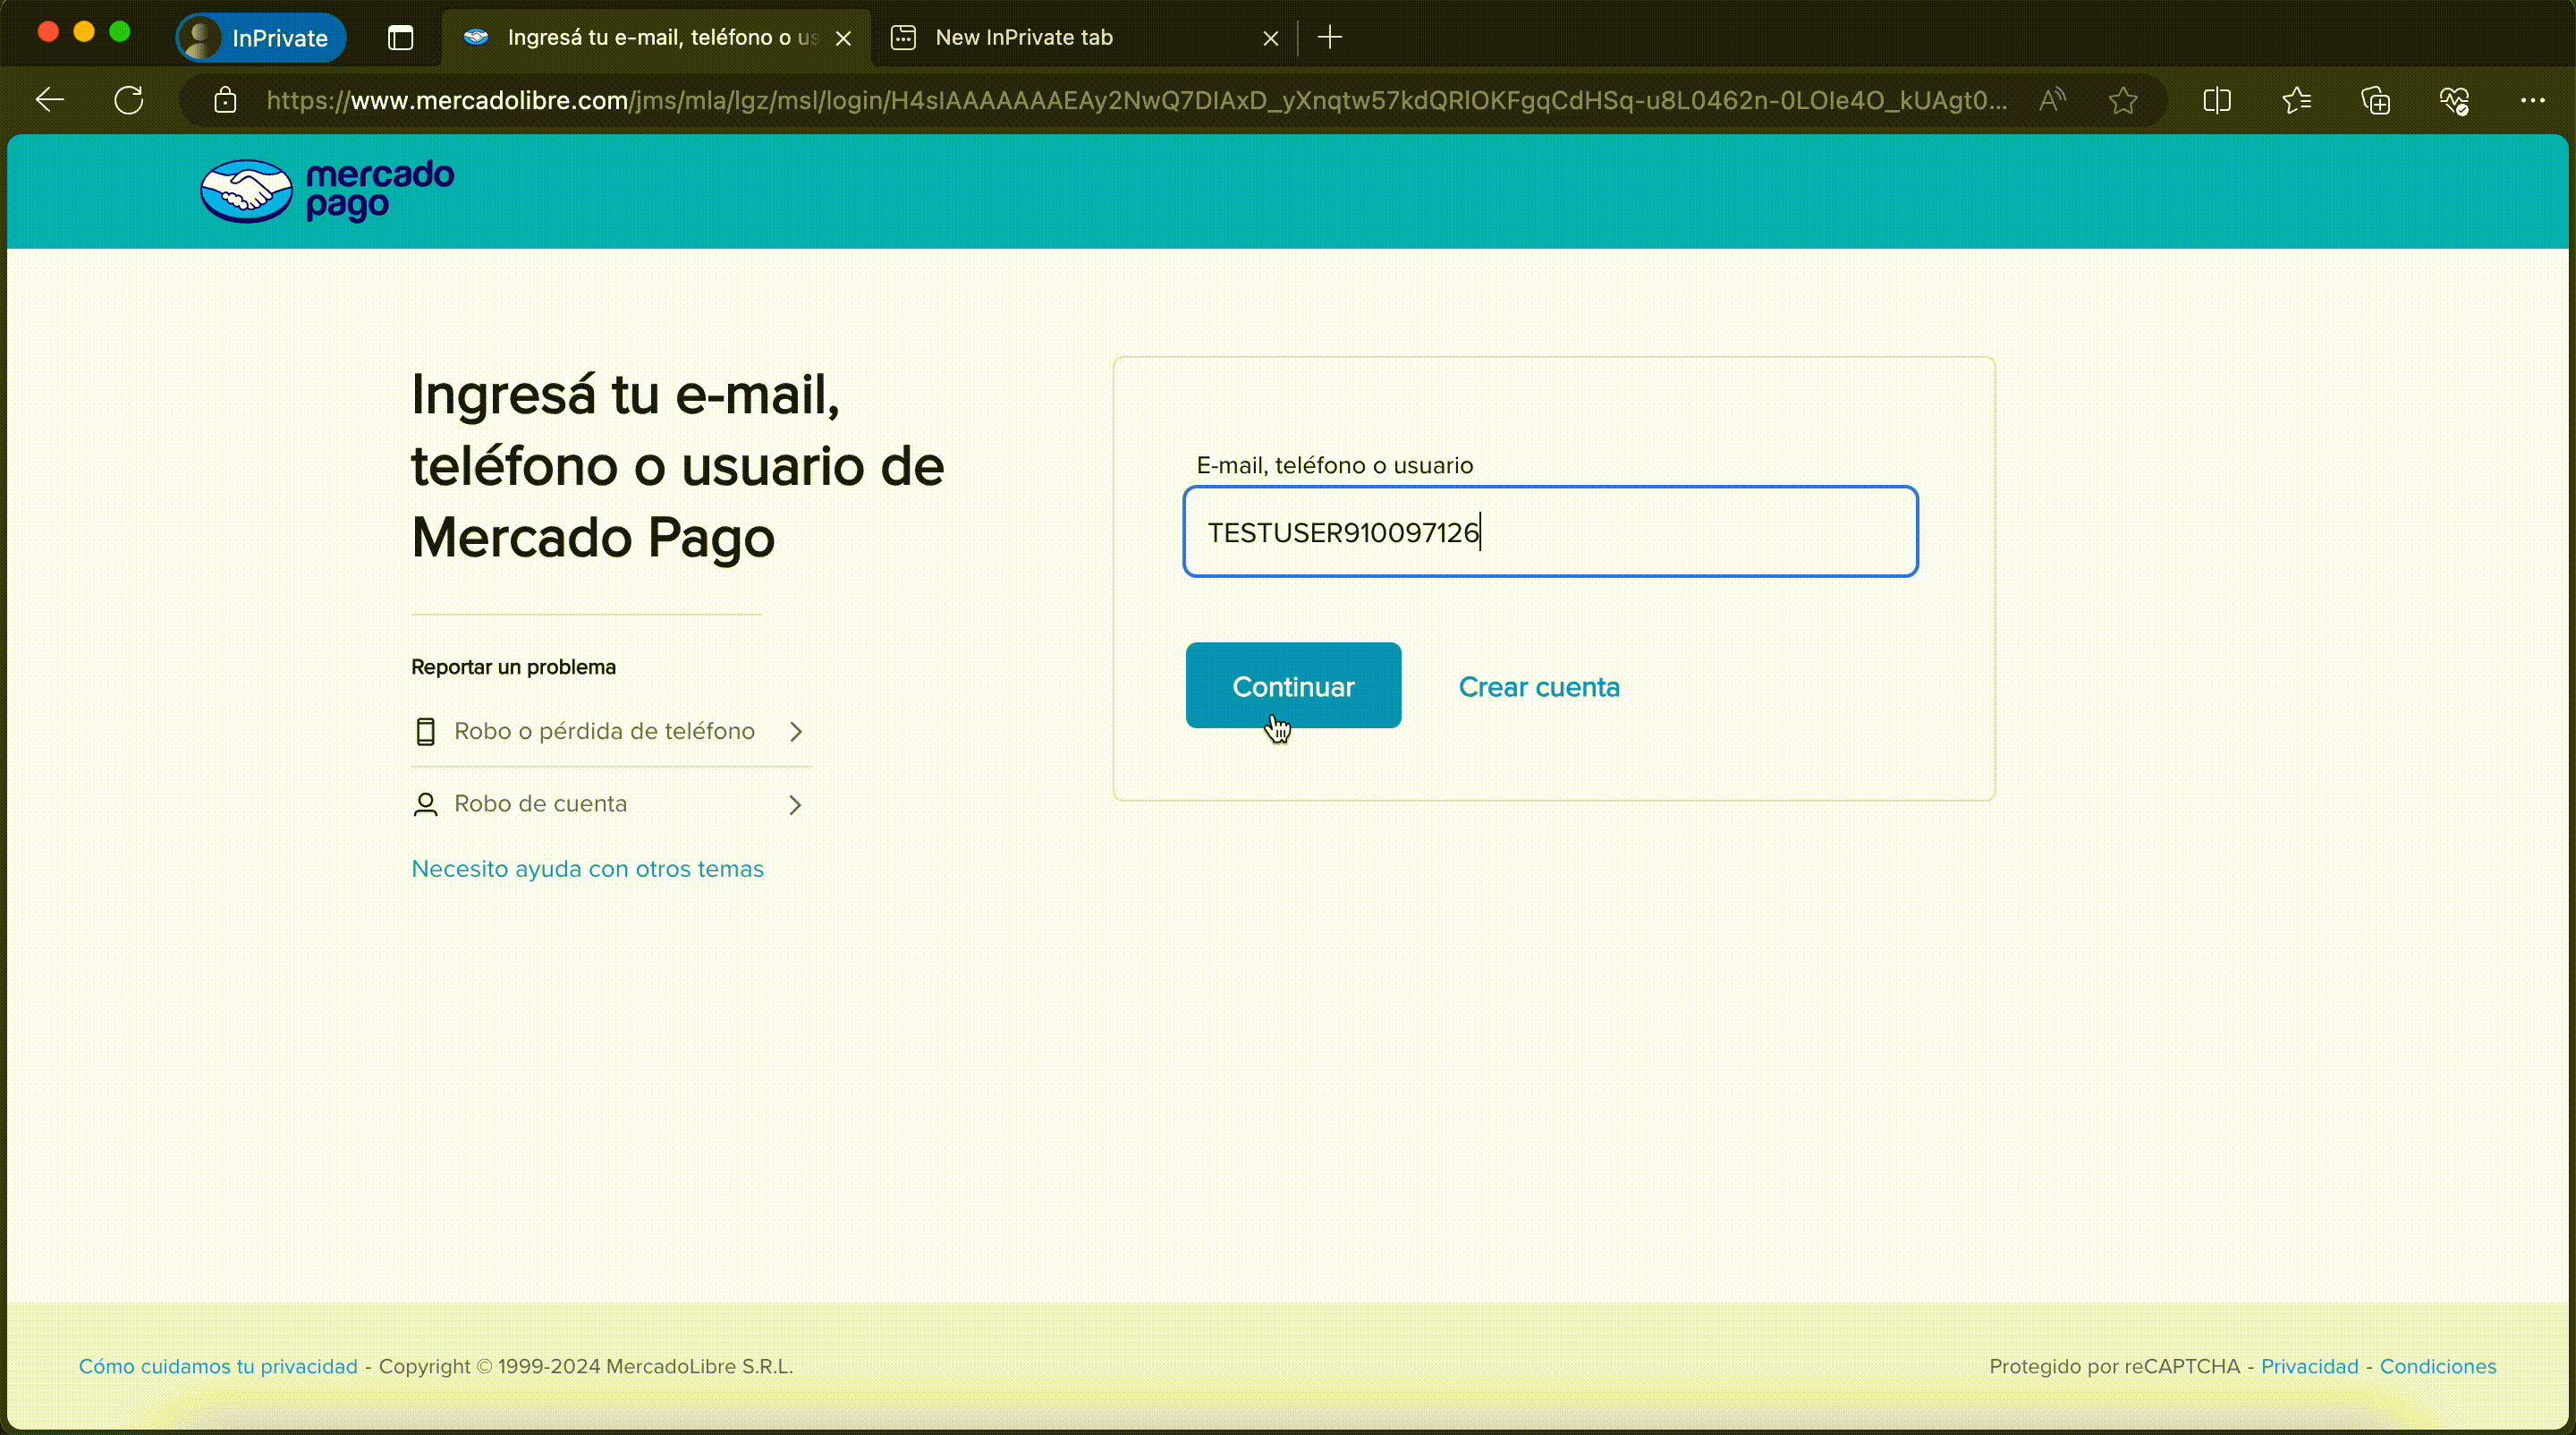 InPrivate
Ingresá tu e-mail, teléfono o us
New InPrivate tab
https://www.mercadolibre.com/jms/mla/lgz/msl/login/H4sIAAAAAAAEAy2NwQ7DIAxD_yXnqtw57kdQRlOKFgqCdHSq-u8L0462n-0LOIe4O_kUAgt0...
mercado
pago
Ingresá tu e-mail,
teléfono o usuario de
Mercado Pago
Reportar un problema
Robo o pérdida de teléfono
Robo de cuenta
Necesito ayuda con otros temas
E-mail, teléfono o usuario
TESTUSER910097126
Continuar
Crear cuenta
Cómo cuidamos tu privacidad - Copyright © 1999-2024 MercadoLibre S.R.L.
Protegido por reCAPTCHA - Privacidad - Condiciones